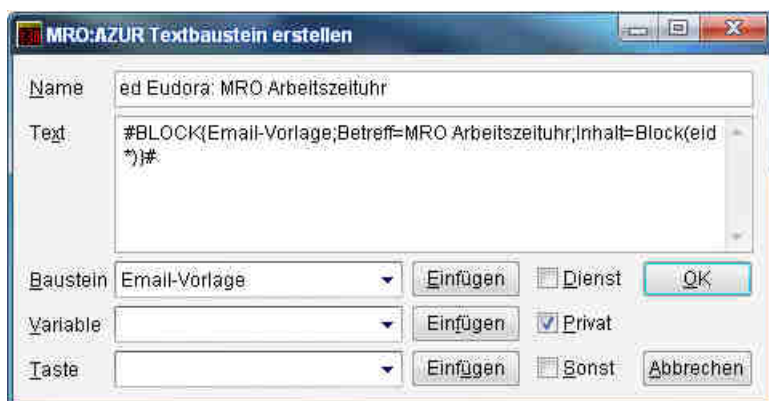 MRO:AZUR Textbaustein erstellen
Name ed Eudora: MRO Arbeitszeituhr
Text #BLOCK{Email-Vorlage;Betreff=MRO Arbeitszeituhr;Inhalt=Block(eid
*)}#
Baustein Email-Vorlage Einfügen Dienst OK
Variable Einfügen Privat
Taste Einfügen Sonst Abbrechen